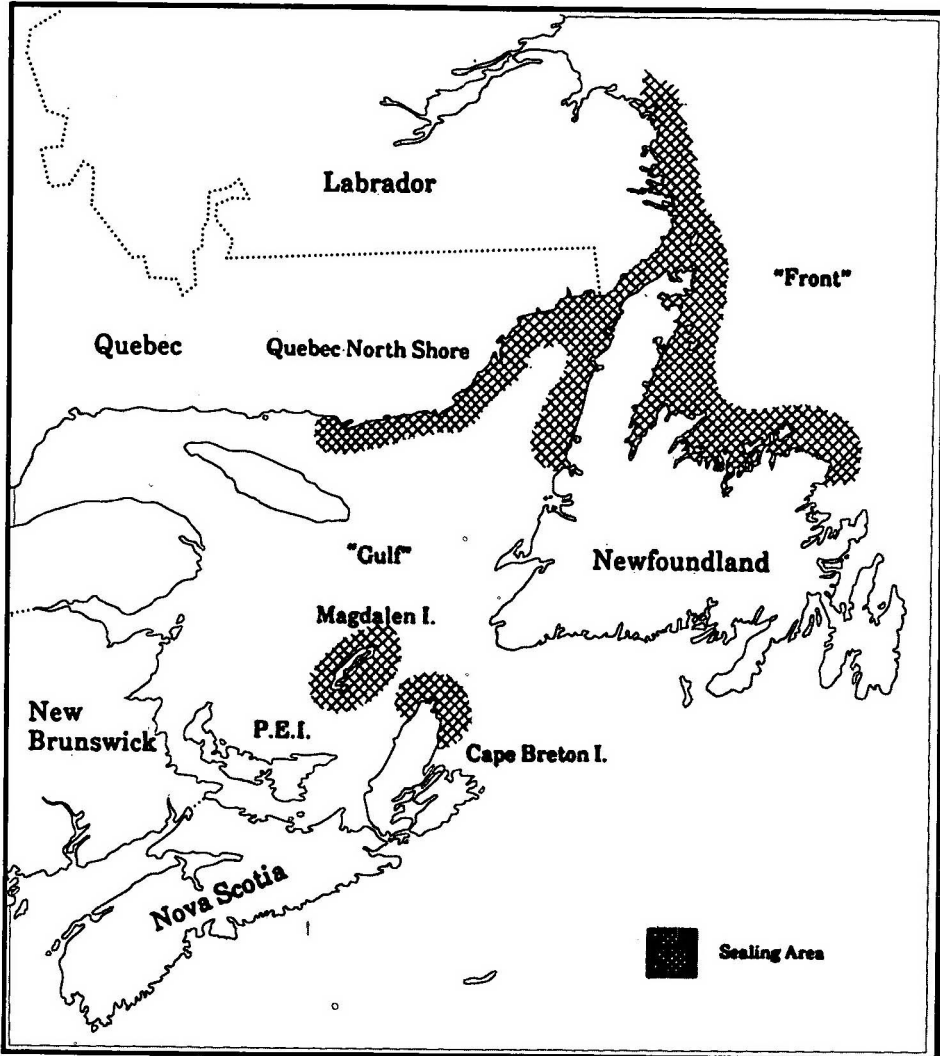 Labrador
"Front"
Quebec
Quebec North Shore
"Gulf"
Newfoundland
Magdalen I.
New
Brunswick
P.E.I.
Cape Breton I.
Nova Scotia
Sealing Area